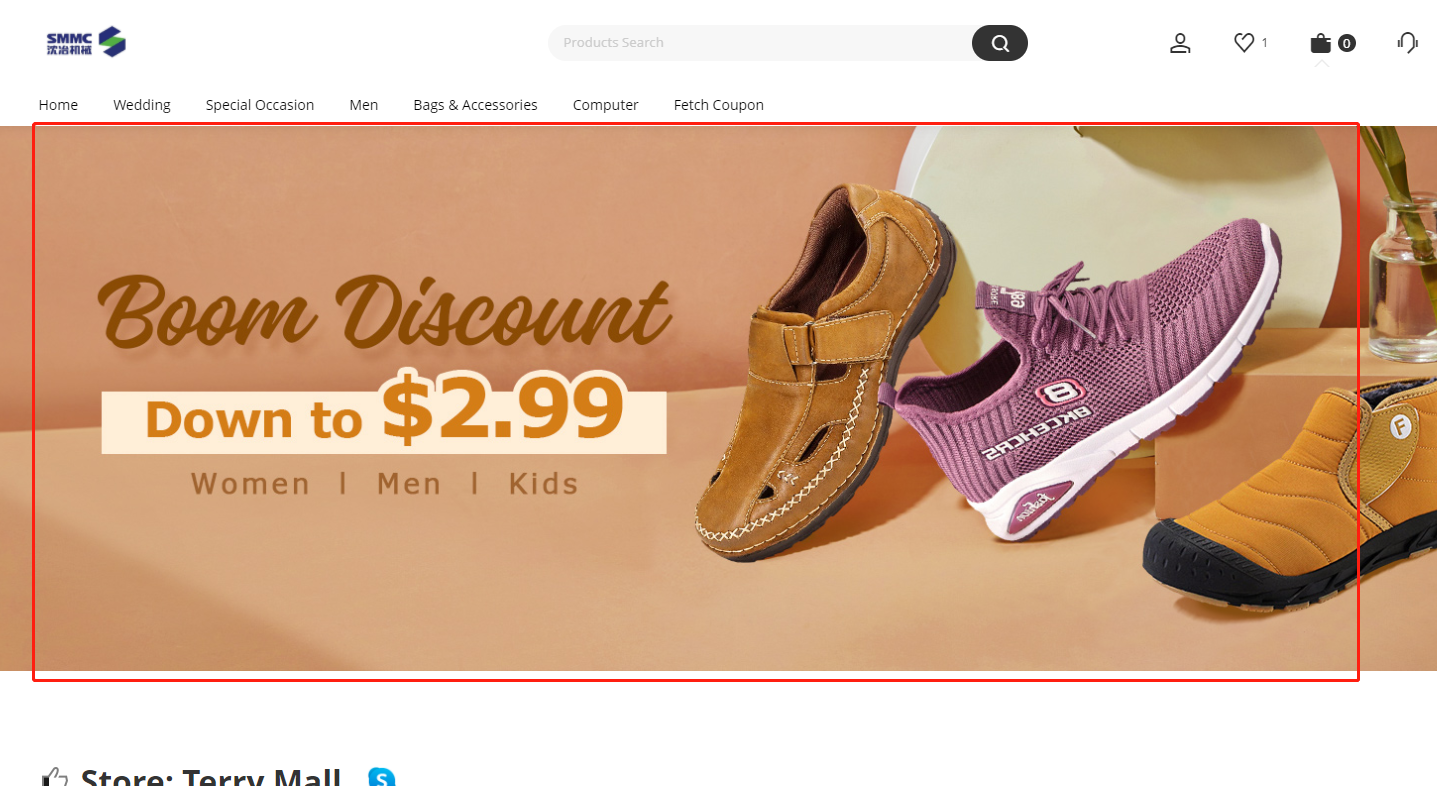 SMMC
沈冶机械
Products Search
1
0
Home Wedding Special Occasion Men Bags & Accessories Computer Fetch Coupon
Boom Discount
Down to $2.99
Women | Men | Kids
F
Store: Terry Mall
S